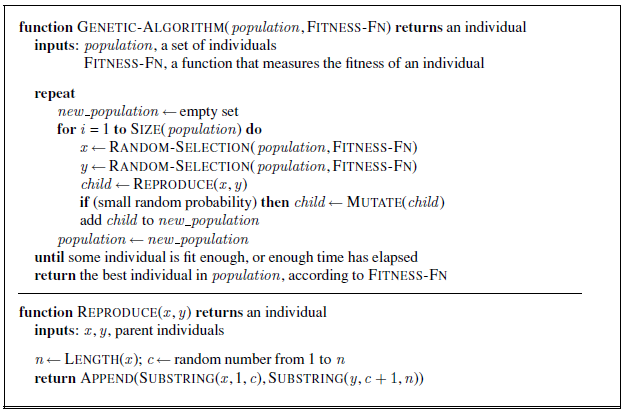 function GENETIC-ALGORITHM(population, FITNESS-FN) returns an individual
inputs: population, a set of individuals
FITNESS-FN, a function that measures the fitness of an individual
repeat
new_population ← empty set
for i = 1 to SIZE(population) do
x ← RANDOM-SELECTION(population, FITNESS-FN)
y ← RANDOM-SELECTION(population, FITNESS-FN)
child ← REPRODUCE(x, y)
if (small random probability) then child ← MUTATE(child)
add child to new_population
population ← new_population
until some individual is fit enough, or enough time has elapsed
return the best individual in population, according to FITNESS-FN
function REPRODUCE(x, y) returns an individual
inputs: x, y, parent individuals
n ← LENGTH(x); c ← random number from 1 to n
return APPEND(SUBSTRING(x, 1, c), SUBSTRING(y, c + 1, n))